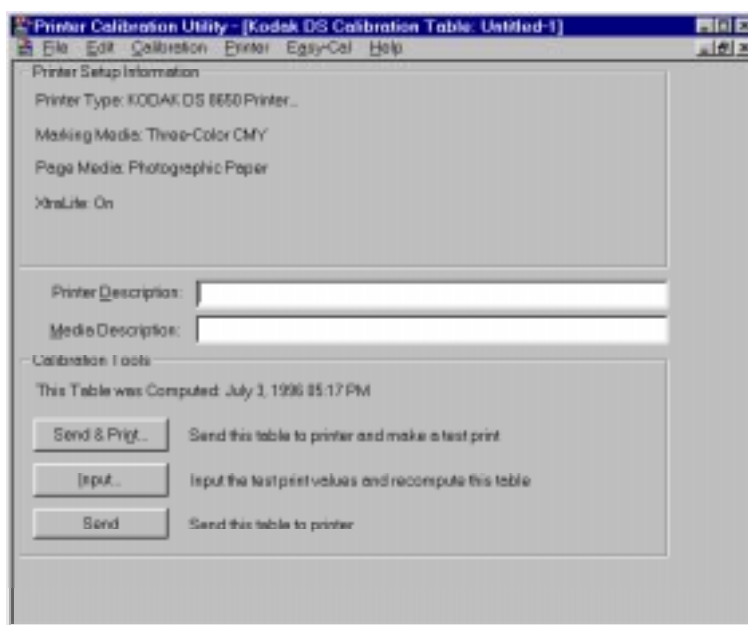 Printer Calibration Utility - [Kodak DS Calibration Table: Untitled-1]
File Edit Calibration Printer Easy-Cal Help
Printer Setup Information
Printer Type: KODAK DS 8650 Printer...
Marking Media: Three-Color CMY
Page Media: Photographic Paper
XtraLife: On
Printer Description:
Media Description:
Calibration Tools
This Table was Computed: July 3, 1996 05:17 PM
Send & Print... Send this table to printer and make a test print
Input... Input the test print values and recompute this table
Send Send this table to printer